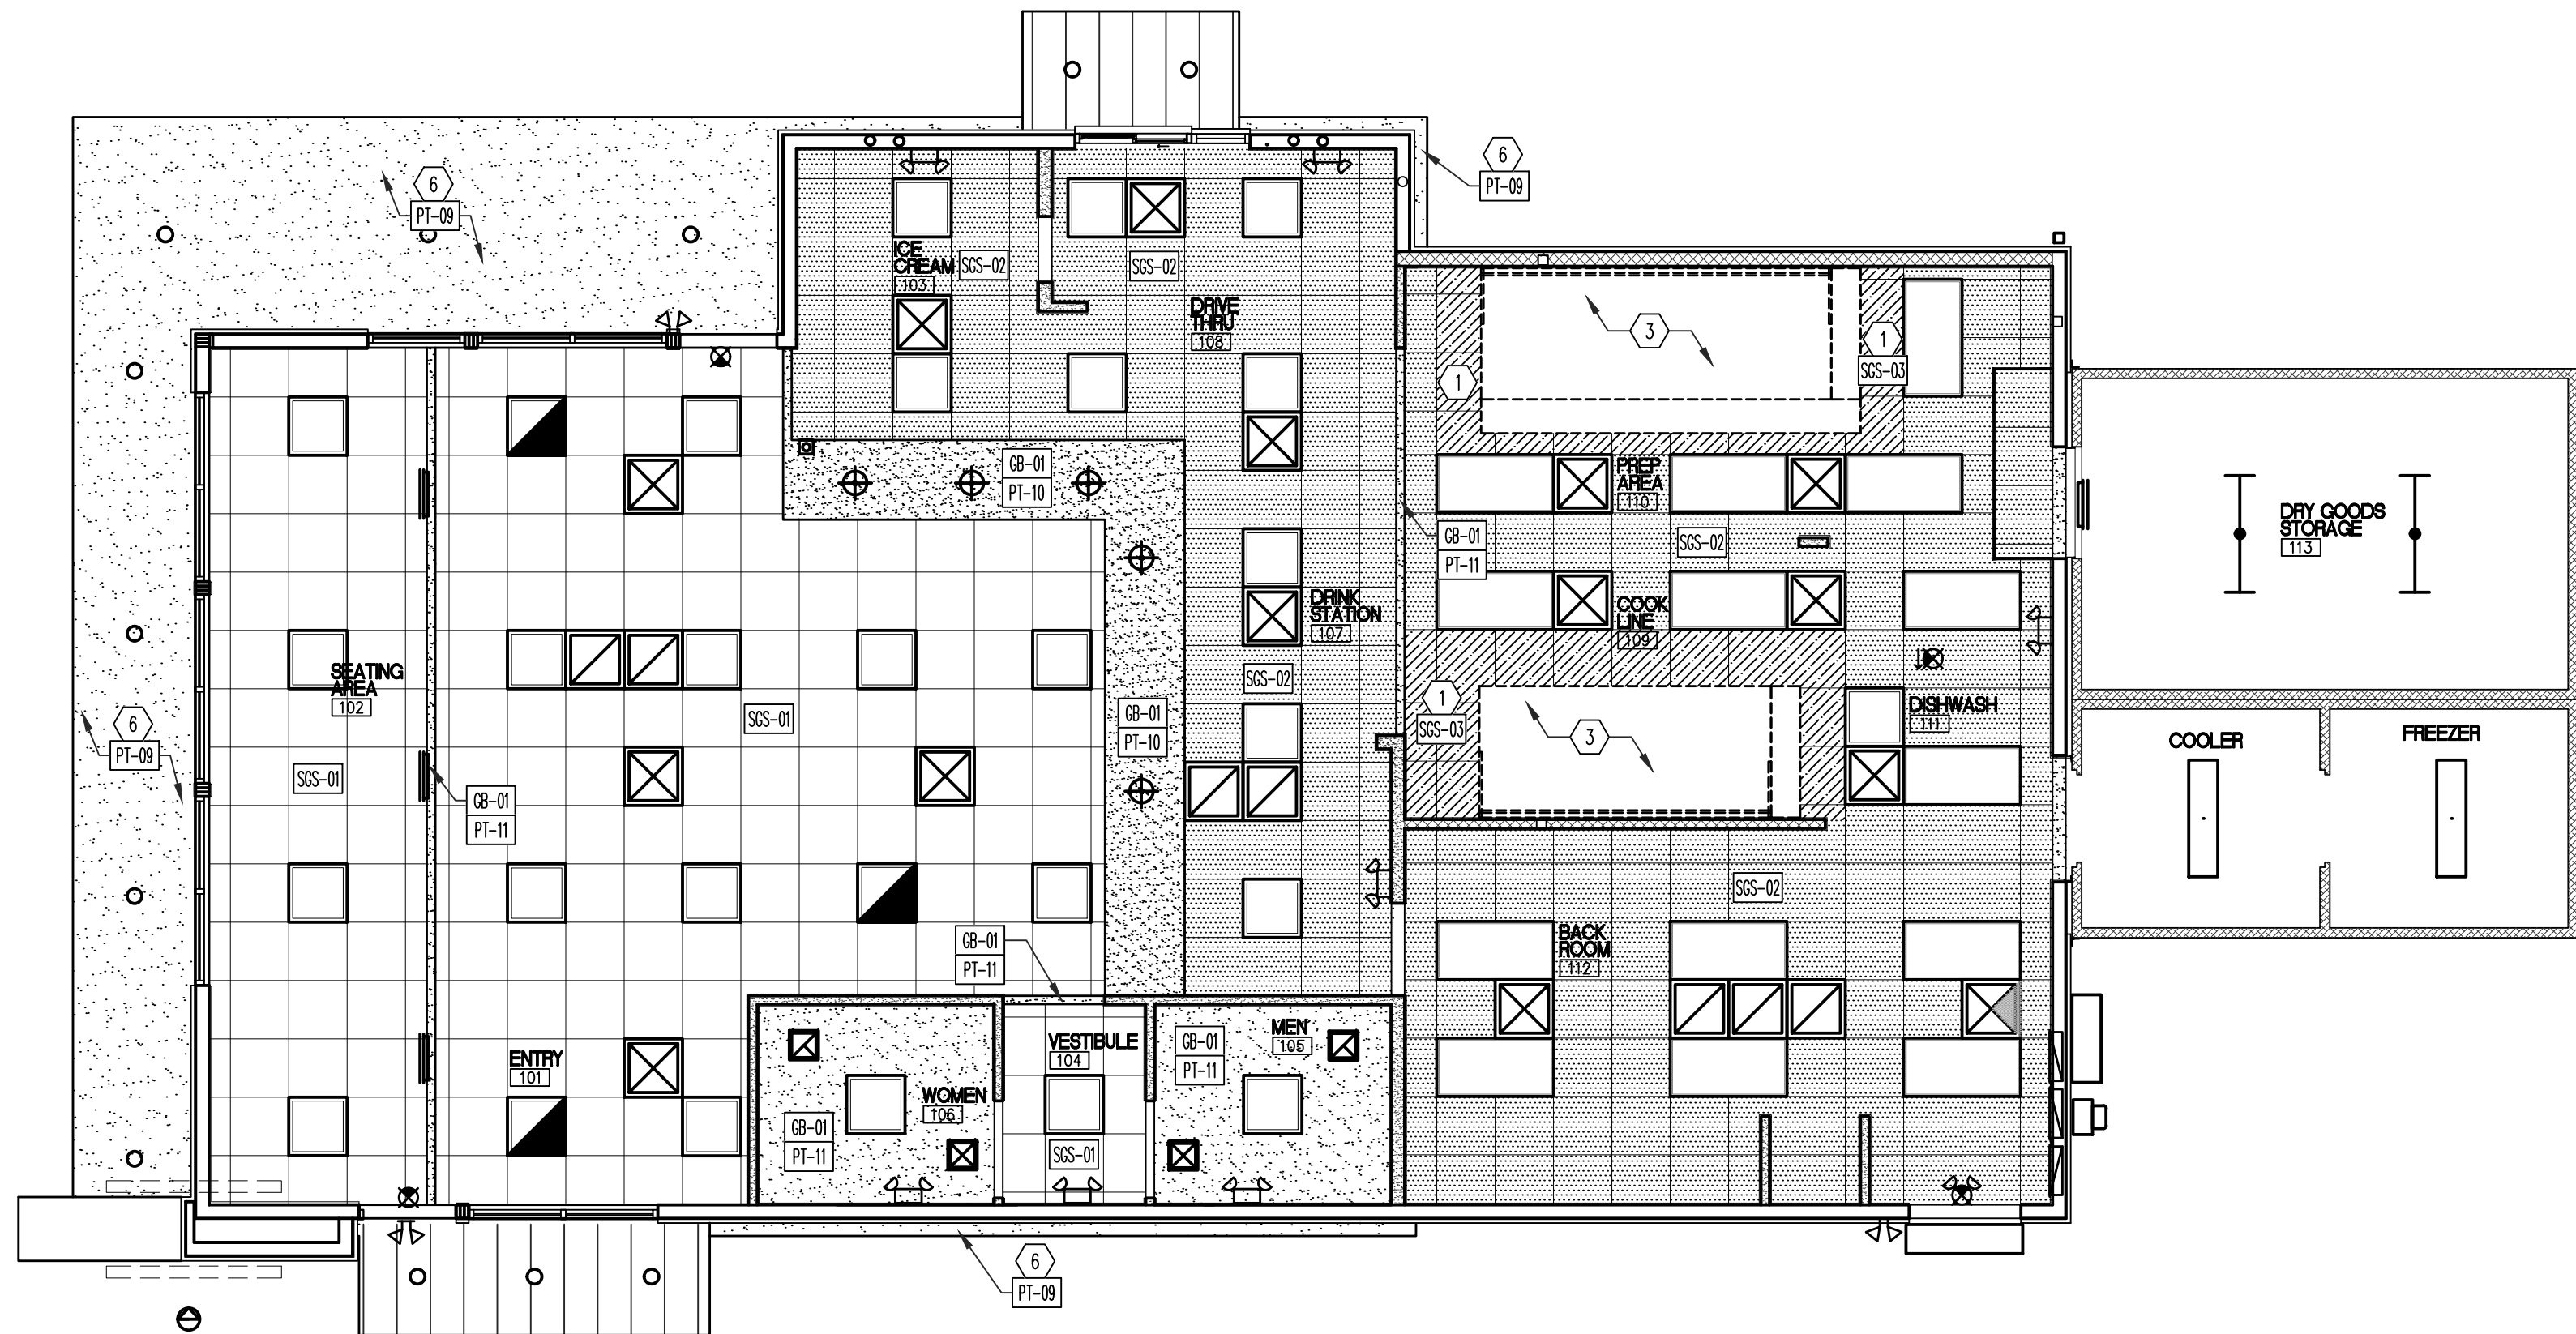 6
PT-09
6
PT-09
ICE
CREAM
103
SGS-02
SGS-02
DRIVE
THRU
108
3
1
1
SGS-03
GB-01
PT-10
PREP
AREA
110
SGS-02
GB-01
PT-11
DRY GOODS
STORAGE
113
DRINK
STATION
107
COOK
LINE
109
SEATING
AREA
102
SGS-02
SGS-01
GB-01
PT-10
1
SGS-03
3
DISHWASH
111
COOLER
FREEZER
6
PT-09
SGS-01
GB-01
PT-11
SGS-02
GB-01
PT-11
BACK
ROOM
112
ENTRY
101
VESTIBULE
104
GB-01
PT-11
MEN
105
WOMEN
106
GB-01
PT-11
SGS-01
6
PT-09